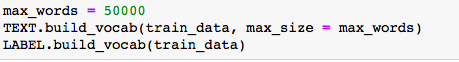 max_words = 50000
TEXT.build_vocab(train_data, max_size = max_words)
LABEL.build_vocab(train_data)